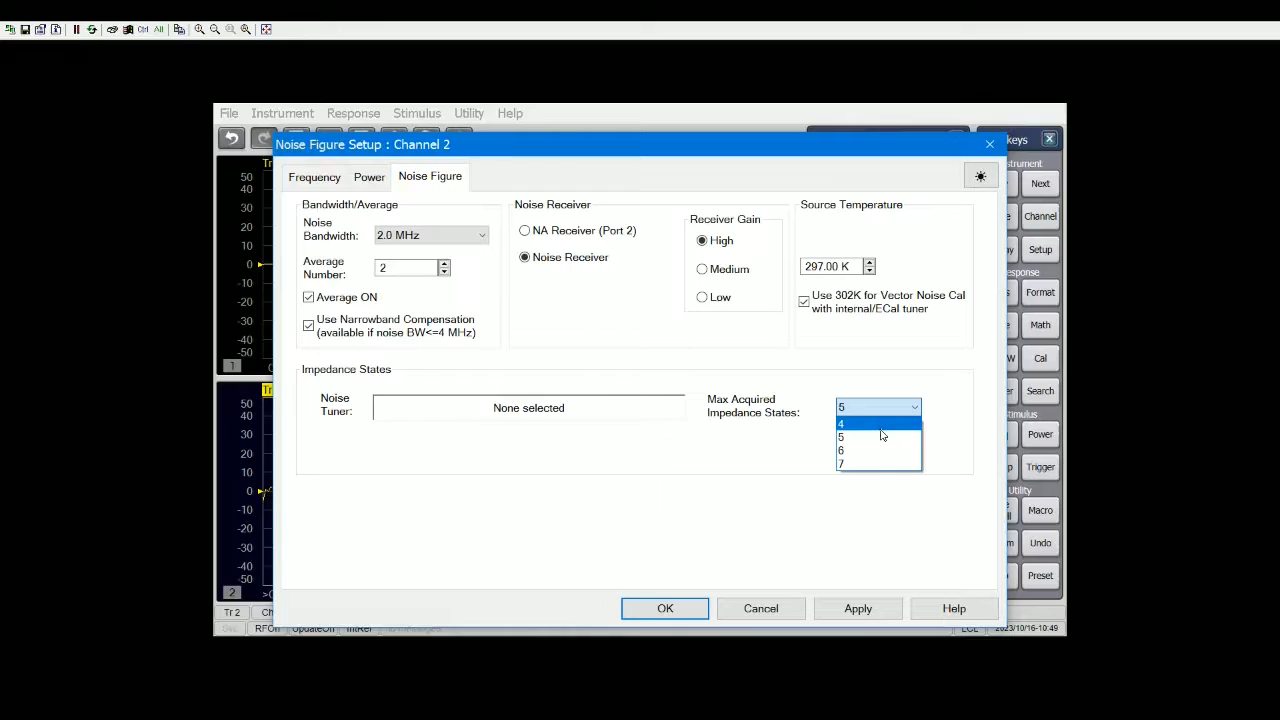 Ctrl All
File Instrument Response Stimulus Utility Help
keys
Noise Figure Setup : Channel 2
Frequency Power Noise Figure
Bandwidth/Average
Noise
Bandwidth:
2.0 MHz
Average
Number:
2
Average ON
Use Narrowband Compensation
(available if noise BW<=4 MHz)
Noise Receiver
NA Receiver (Port 2)
Noise Receiver
Receiver Gain
High
Medium
Low
Source Temperature
297.00 K
Use 302K for Vector Noise Cal
with internal/ECal tuner
Impedance States
Noise
Tuner:
None selected
Max Acquired
Impedance States:
5
4
5
6
7
OK Cancel Apply Help
50
40
30
20
10
0
-10
-20
-30
-40
-50
1
50
40
30
20
10
0
-10
-20
-30
-40
-50
2
Tr 2
Next
Channel
Setup
Format
Math
Cal
Search
Power
Trigger
Utility
Macro
Undo
Preset
LCL 2023/10/16-10:49